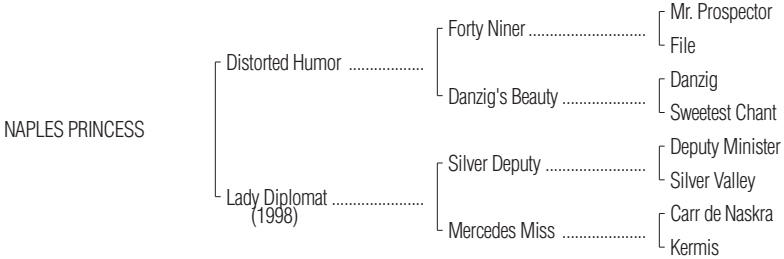 Mr. Prospector
Forty Niner ............................
File
Distorted Humor ..................
Danzig
Danzig's Beauty ....................
Sweetest Chant
NAPLES PRINCESS
Deputy Minister
Silver Deputy ........................
Silver Valley
Lady Diplomat ......................
(1998)
Carr de Naskra
Mercedes Miss ....................
Kermis